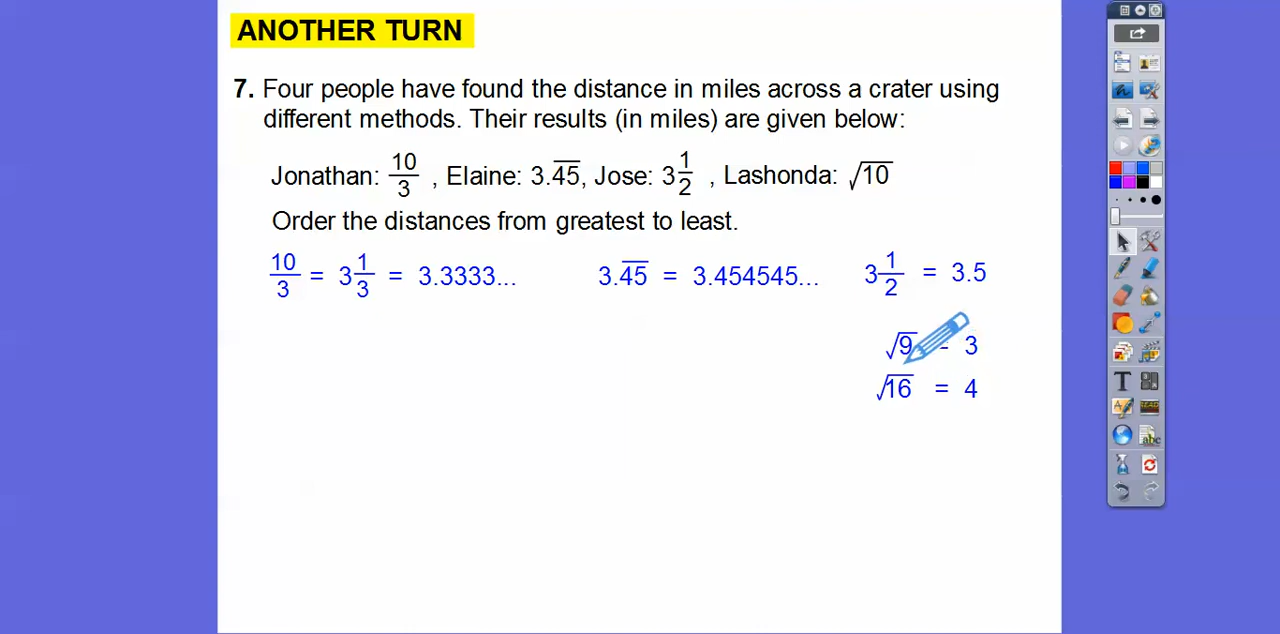 ANOTHER TURN
7. Four people have found the distance in miles across a crater using
different methods. Their results (in miles) are given below:
Jonathan: 10/3 , Elaine: 3.4̅5̅, Jose: 3 1/2 , Lashonda: √10
Order the distances from greatest to least.
10/3 = 3 1/3 = 3.3333... 3.4̅5̅ = 3.454545... 3 1/2 = 3.5
√9 = 3
√16 = 4